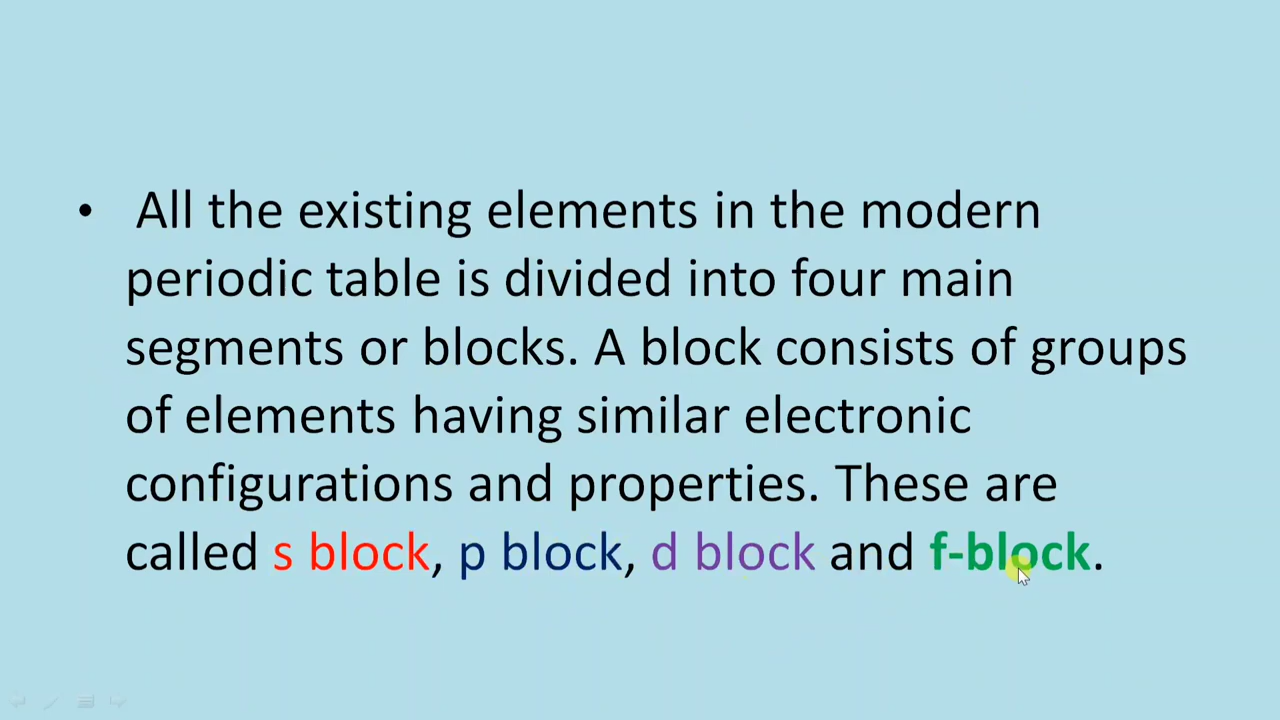 • All the existing elements in the modern
periodic table is divided into four main
segments or blocks. A block consists of groups
of elements having similar electronic
configurations and properties. These are
called s block, p block, d block and f-block.